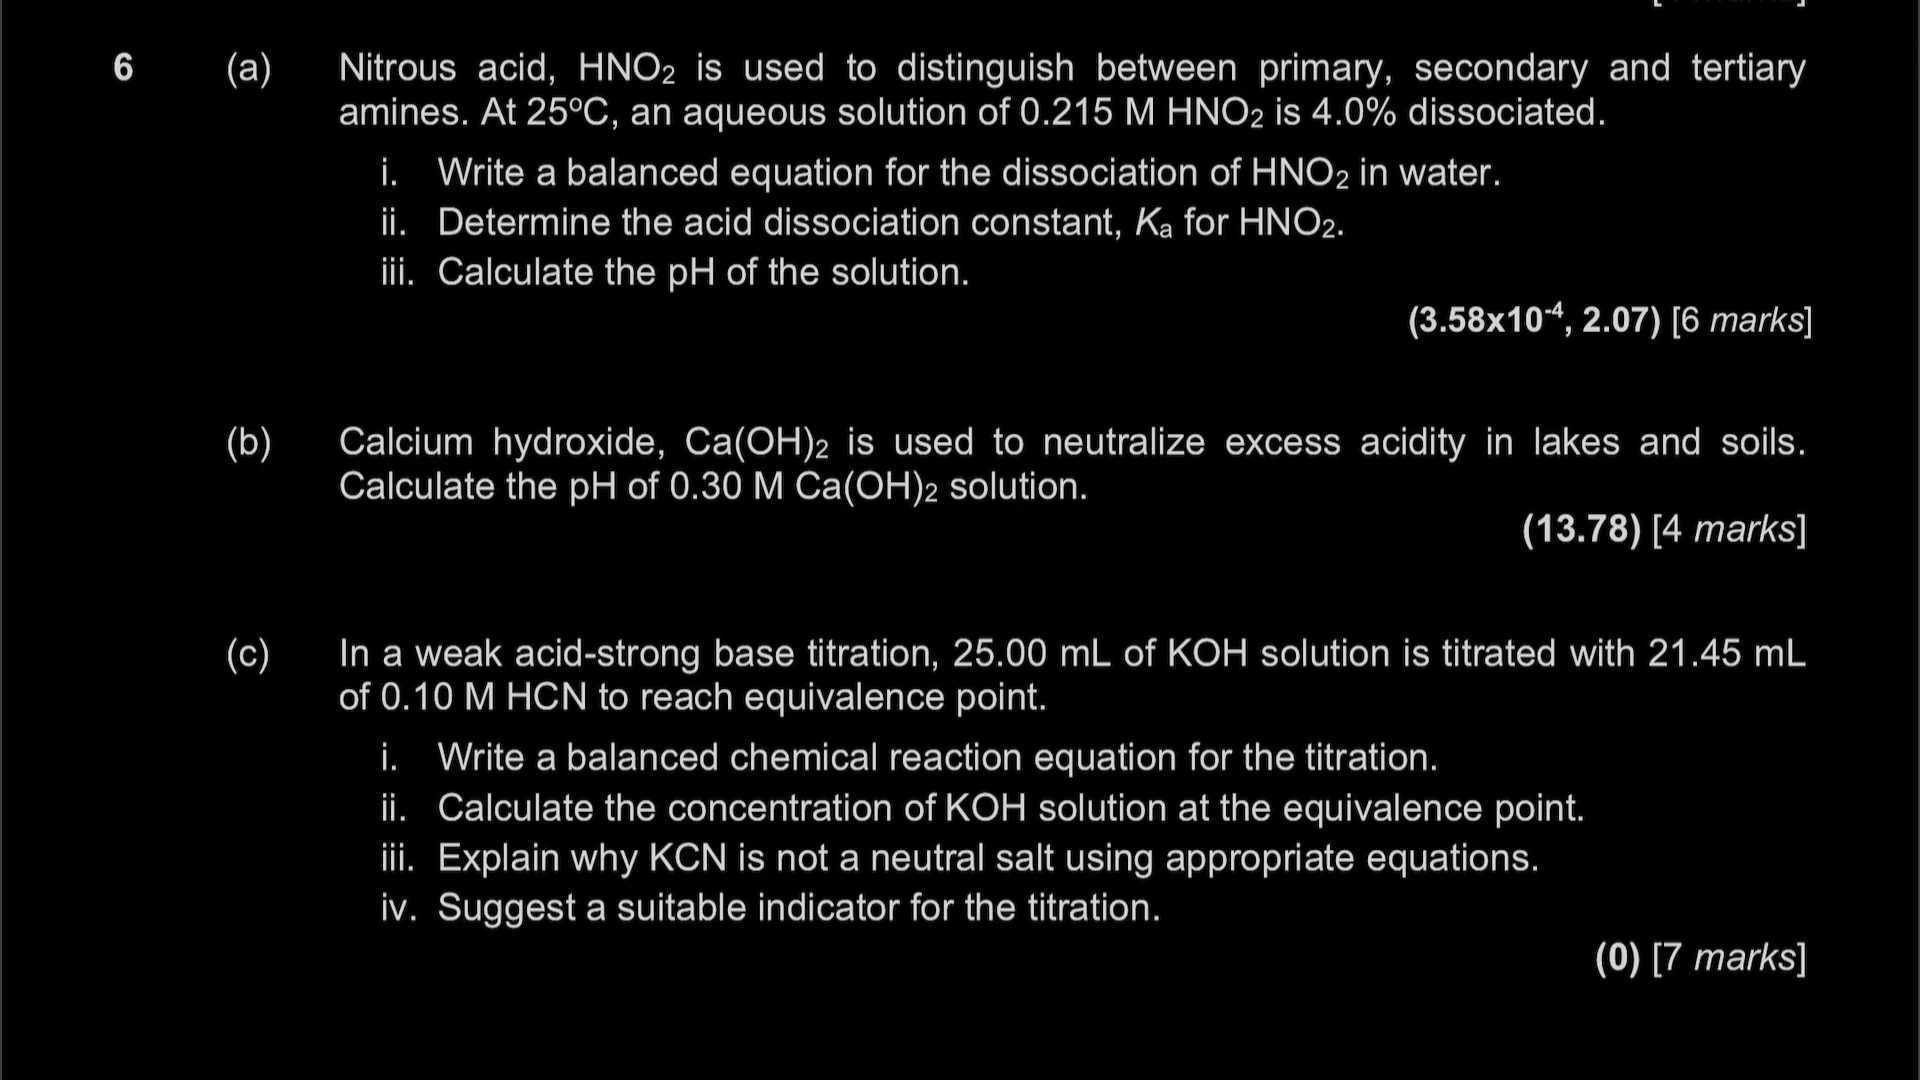 6 (a) Nitrous acid, HNO₂ is used to distinguish between primary, secondary and tertiary
amines. At 25ºC, an aqueous solution of 0.215 M HNO₂ is 4.0% dissociated.
i. Write a balanced equation for the dissociation of HNO₂ in water.
ii. Determine the acid dissociation constant, Kₐ for HNO₂.
iii. Calculate the pH of the solution.
(3.58x10⁻⁴, 2.07) [6 marks]
(b) Calcium hydroxide, Ca(OH)₂ is used to neutralize excess acidity in lakes and soils.
Calculate the pH of 0.30 M Ca(OH)₂ solution.
(13.78) [4 marks]
(c) In a weak acid-strong base titration, 25.00 mL of KOH solution is titrated with 21.45 mL
of 0.10 M HCN to reach equivalence point.
i. Write a balanced chemical reaction equation for the titration.
ii. Calculate the concentration of KOH solution at the equivalence point.
iii. Explain why KCN is not a neutral salt using appropriate equations.
iv. Suggest a suitable indicator for the titration.
(0) [7 marks]